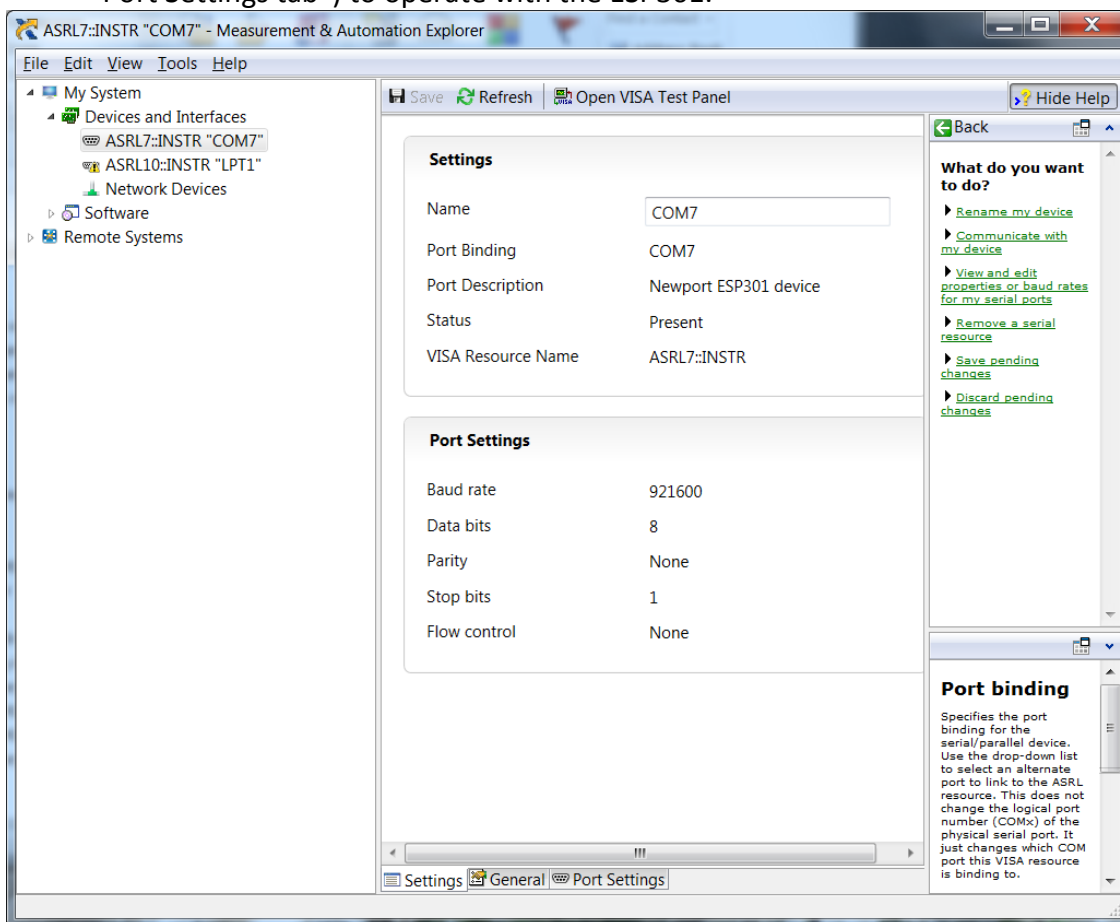 Port Settings tab", to operate with the ESP301.
ASRL7::INSTR "COM7" - Measurement & Automation Explorer
File Edit View Tools Help
My System
Devices and Interfaces
ASRL7::INSTR "COM7"
ASRL10::INSTR "LPT1"
Network Devices
Software
Remote Systems
Save Refresh Open VISA Test Panel Hide Help
Settings
Name COM7
Port Binding COM7
Port Description Newport ESP301 device
Status Present
VISA Resource Name ASRL7::INSTR
Port Settings
Baud rate 921600
Data bits 8
Parity None
Stop bits 1
Flow control None
Settings General Port Settings
Back
What do you want
to do?
Rename my device
Communicate with
my device
View and edit
properties or baud rates
for my serial ports
Remove a serial
resource
Save pending
changes
Discard pending
changes
Port binding
Specifies the port
binding for the
serial/parallel device.
Use the drop-down list
to select an alternate
port to link to the ASRL
resource. This does not
change the logical port
number (COMx) of the
physical serial port. It
just changes which COM
port this VISA resource
is binding to.